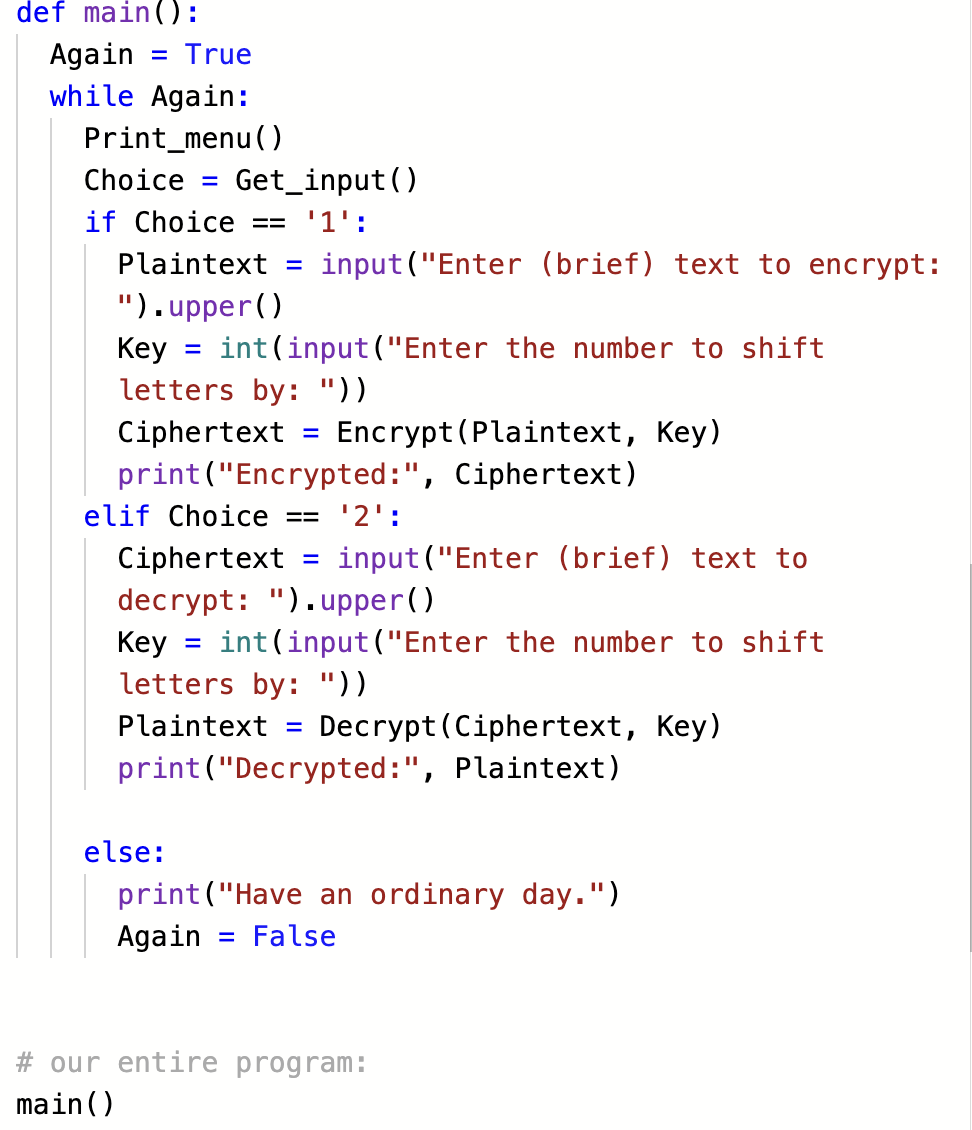 def main():
  Again = True
  while Again:
    Print_menu()
    Choice = Get_input()
    if Choice == '1':
      Plaintext = input("Enter (brief) text to encrypt:
      ").upper()
      Key = int(input("Enter the number to shift
      letters by: "))
      Ciphertext = Encrypt(Plaintext, Key)
      print("Encrypted:", Ciphertext)
    elif Choice == '2':
      Ciphertext = input("Enter (brief) text to
      decrypt: ").upper()
      Key = int(input("Enter the number to shift
      letters by: "))
      Plaintext = Decrypt(Ciphertext, Key)
      print("Decrypted:", Plaintext)
    else:
      print("Have an ordinary day.")
      Again = False
# our entire program:
main()